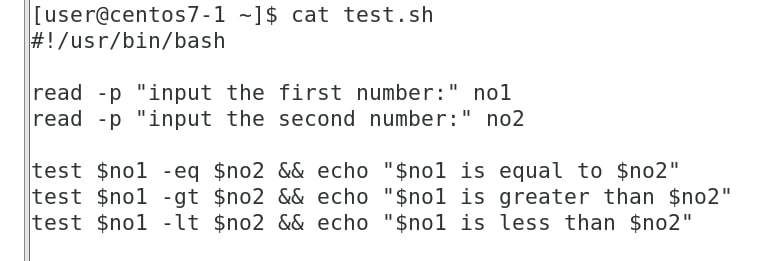 [user@centos7-1 ~]$ cat test.sh
#!/usr/bin/bash
read -p "input the first number:" no1
read -p "input the second number:" no2
test $no1 -eq $no2 && echo "$no1 is equal to $no2"
test $no1 -gt $no2 && echo "$no1 is greater than $no2"
test $no1 -lt $no2 && echo "$no1 is less than $no2"